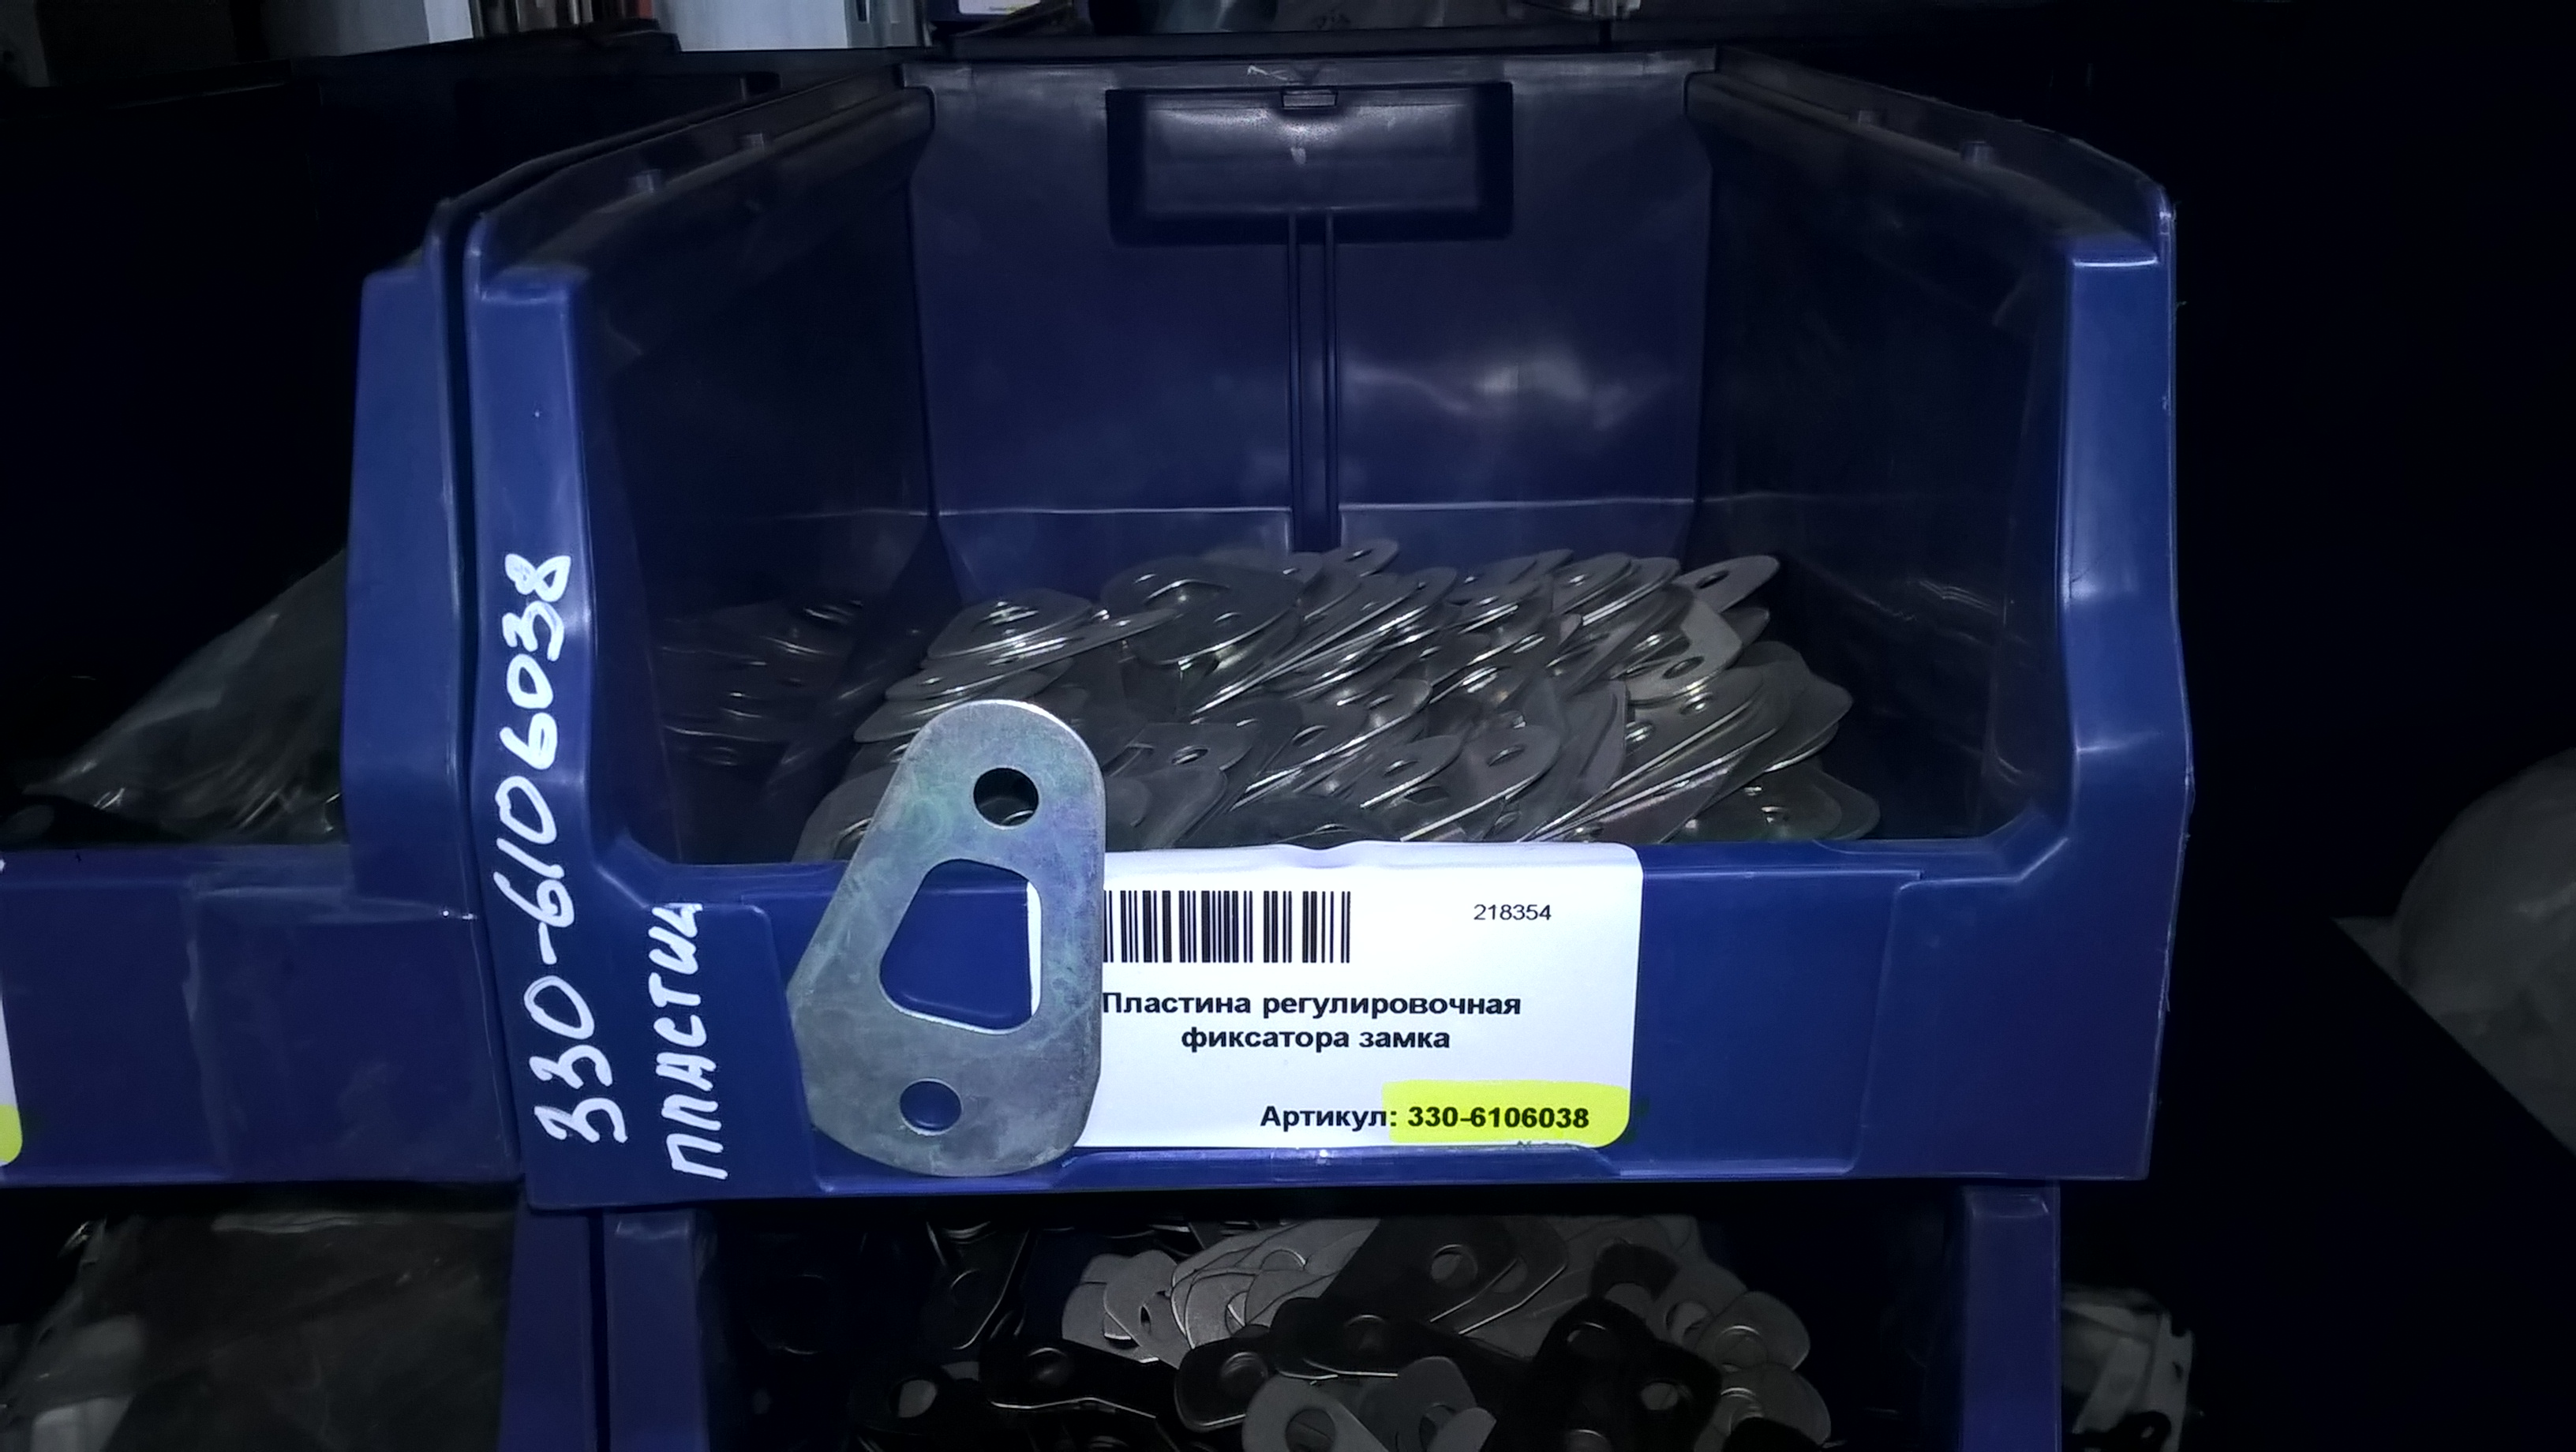 330-6106038
пластин
218354
Пластина регулировочная
фиксатора замка
Артикул: 330-6106038